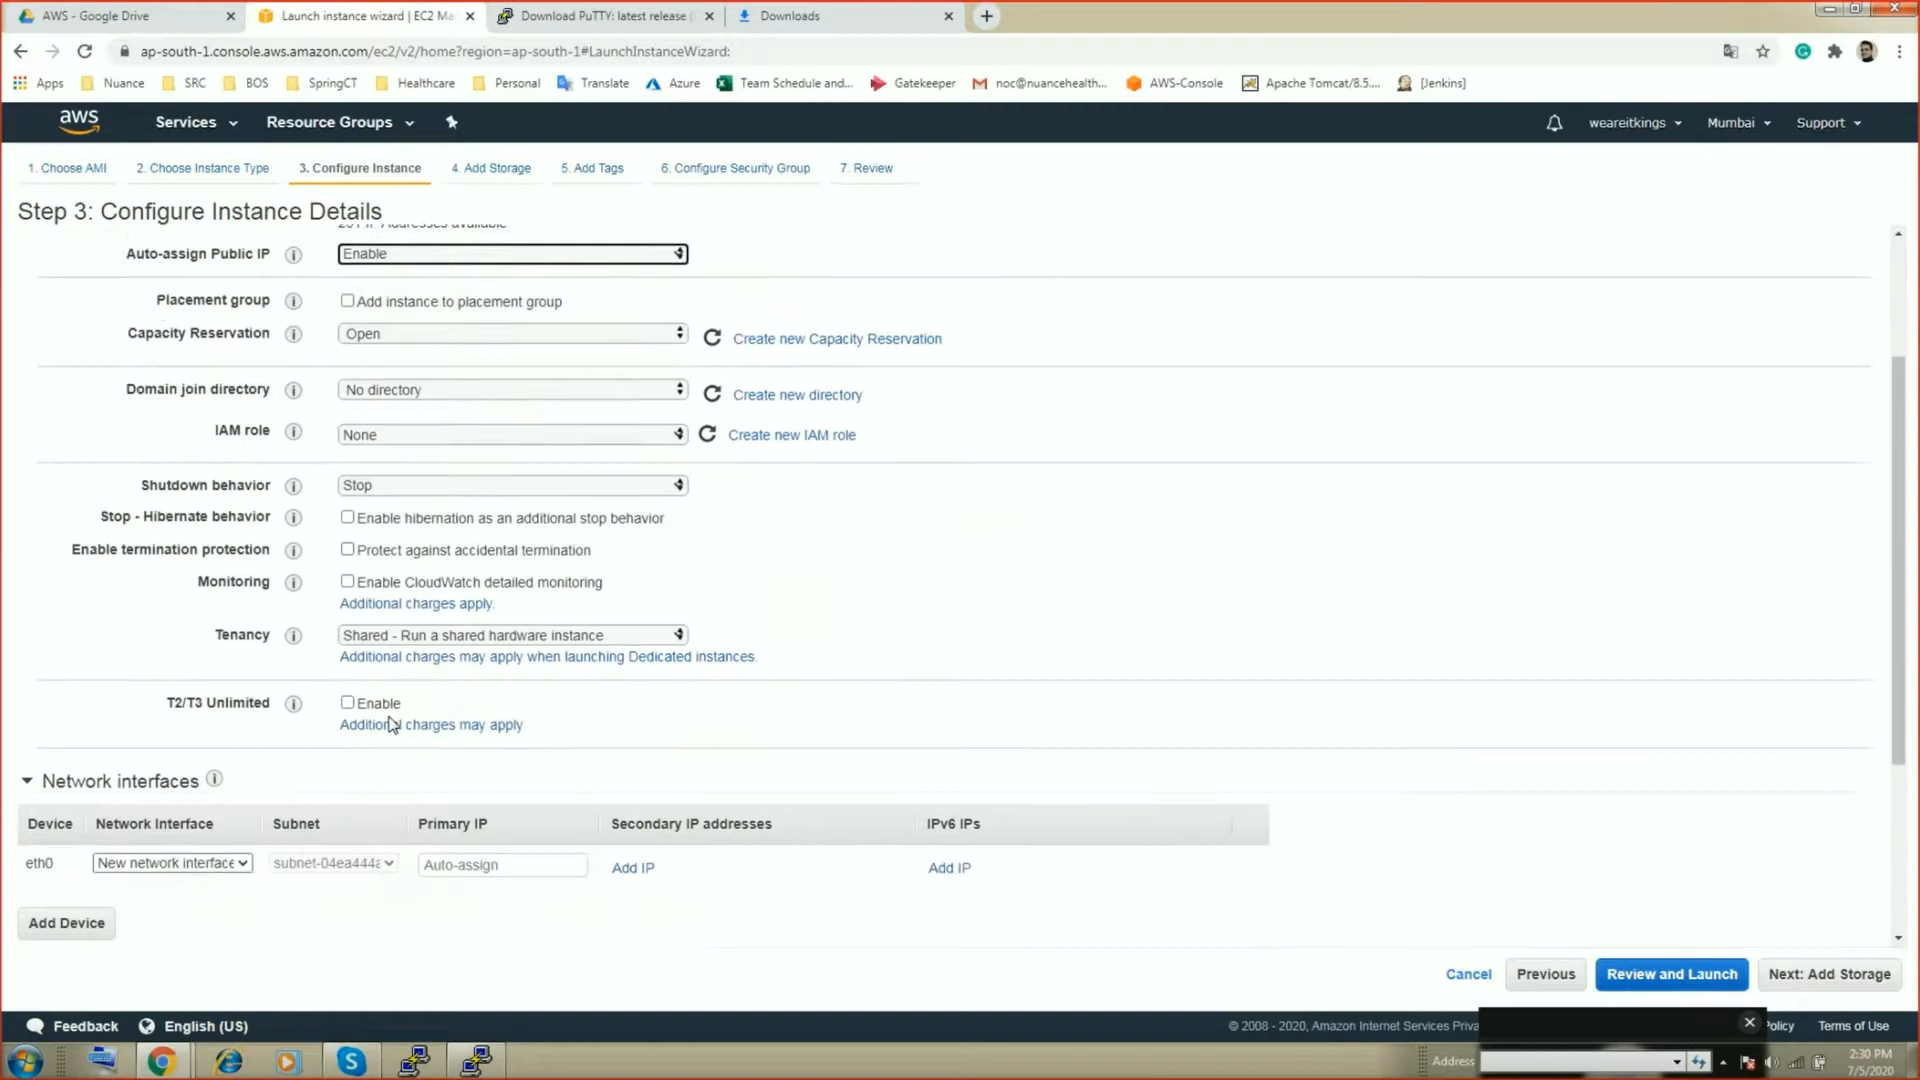 AWS - Google Drive
Launch instance wizard | EC2 Ma
Download PuTTY: latest release (
Downloads
ap-south-1.console.aws.amazon.com/ec2/v2/home?region=ap-south-1#LaunchInstanceWizard:
Apps
Nuance
SRC
BOS
SpringCT
Healthcare
Personal
Translate
Azure
Team Schedule and...
Gatekeeper
noc@nuancehealth...
AWS-Console
Apache Tomcat/8.5....
[Jenkins]
aws
Services
Resource Groups
weareitkings
Mumbai
Support
1. Choose AMI
2. Choose Instance Type
3. Configure Instance
4. Add Storage
5. Add Tags
6. Configure Security Group
7. Review
Step 3: Configure Instance Details
Addresses available
Auto-assign Public IP
Enable
Placement group
Add instance to placement group
Capacity Reservation
Open
Create new Capacity Reservation
Domain join directory
No directory
Create new directory
IAM role
None
Create new IAM role
Shutdown behavior
Stop
Stop - Hibernate behavior
Enable hibernation as an additional stop behavior
Enable termination protection
Protect against accidental termination
Monitoring
Enable CloudWatch detailed monitoring
Additional charges apply.
Tenancy
Shared - Run a shared hardware instance
Additional charges may apply when launching Dedicated instances.
T2/T3 Unlimited
Enable
Additional charges may apply
Network interfaces
Device
Network Interface
Subnet
Primary IP
Secondary IP addresses
IPv6 IPs
eth0
New network interface
subnet-04ea444a
Auto-assign
Add IP
Add IP
Add Device
Cancel
Previous
Review and Launch
Next: Add Storage
Feedback
English (US)
© 2008 - 2020, Amazon Internet Services Priva
Policy
Terms of Use
Address
2:30 PM
7/5/2020